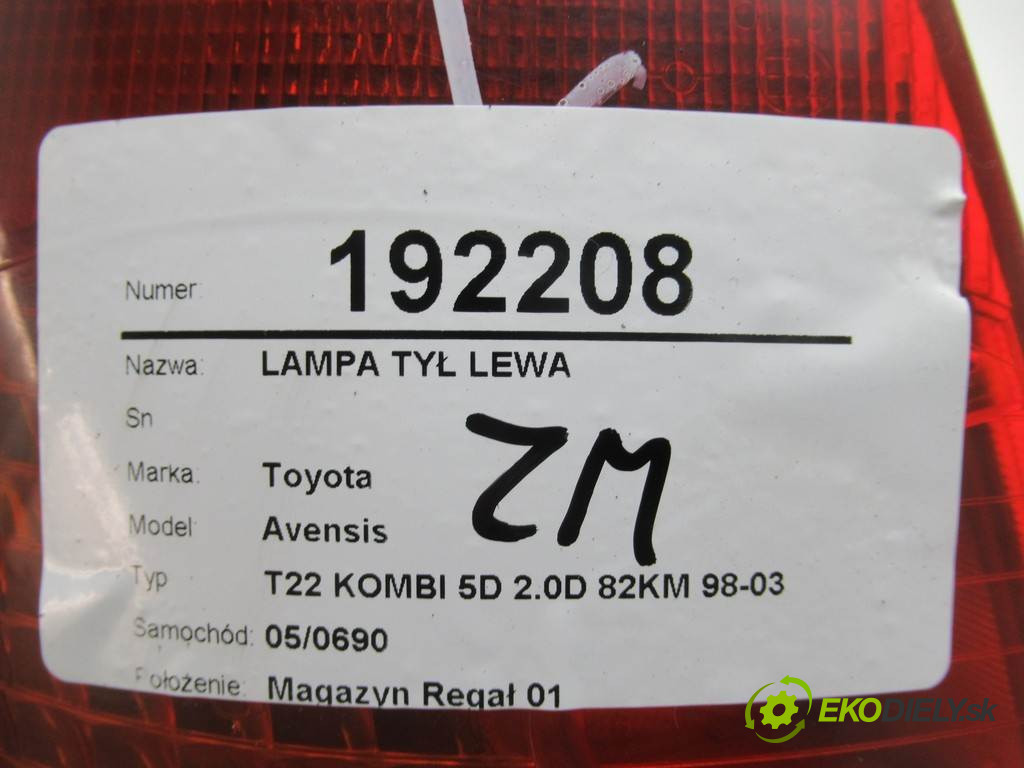 Numer: 192208
Nazwa: LAMPA TYŁ LEWA
Sn
ZM
Marka: Toyota
Model Avensis
Typ T22 KOMBI 5D 2.0D 82KM 98-03
Samochód: 05/0690
Położenie: Magazyn Regał 01
EKODIELY.sk